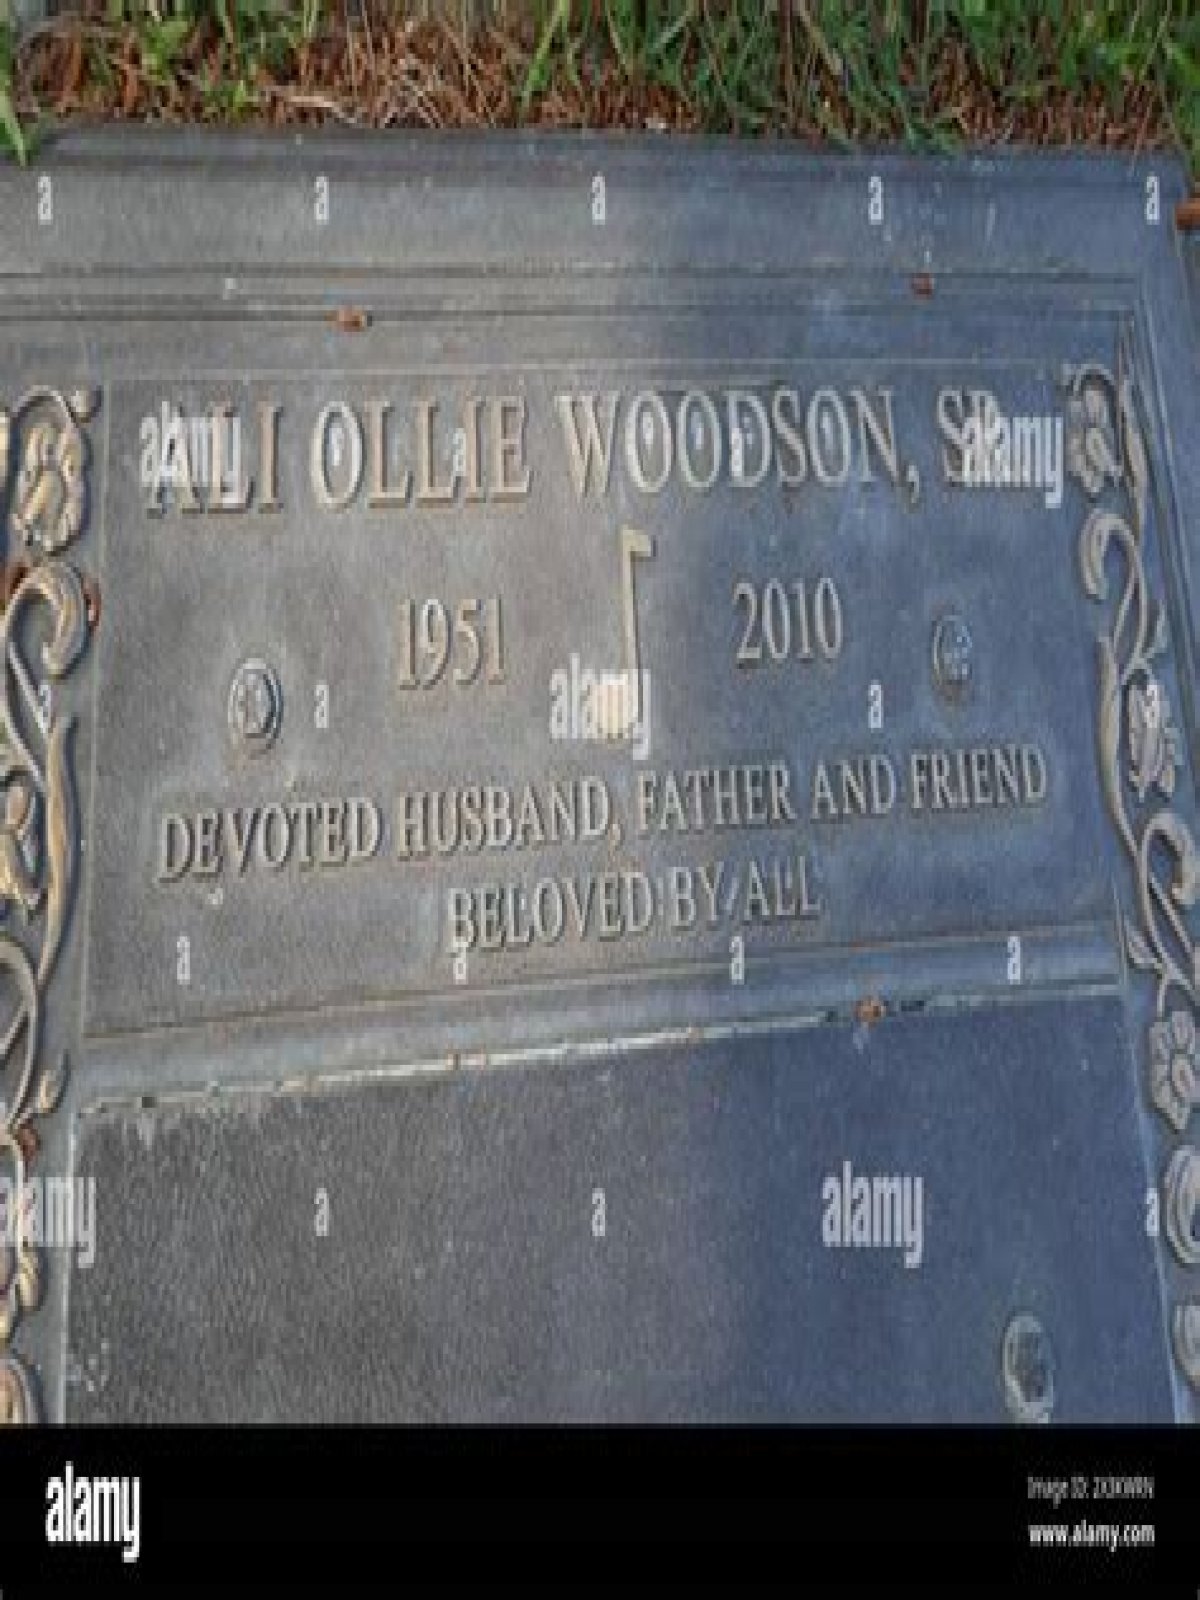 ALI OLLIE WOODSON, SR.
1951 2010
DEVOTED HUSBAND, FATHER AND FRIEND
BELOVED BY ALL
alamy
www.alamy.com